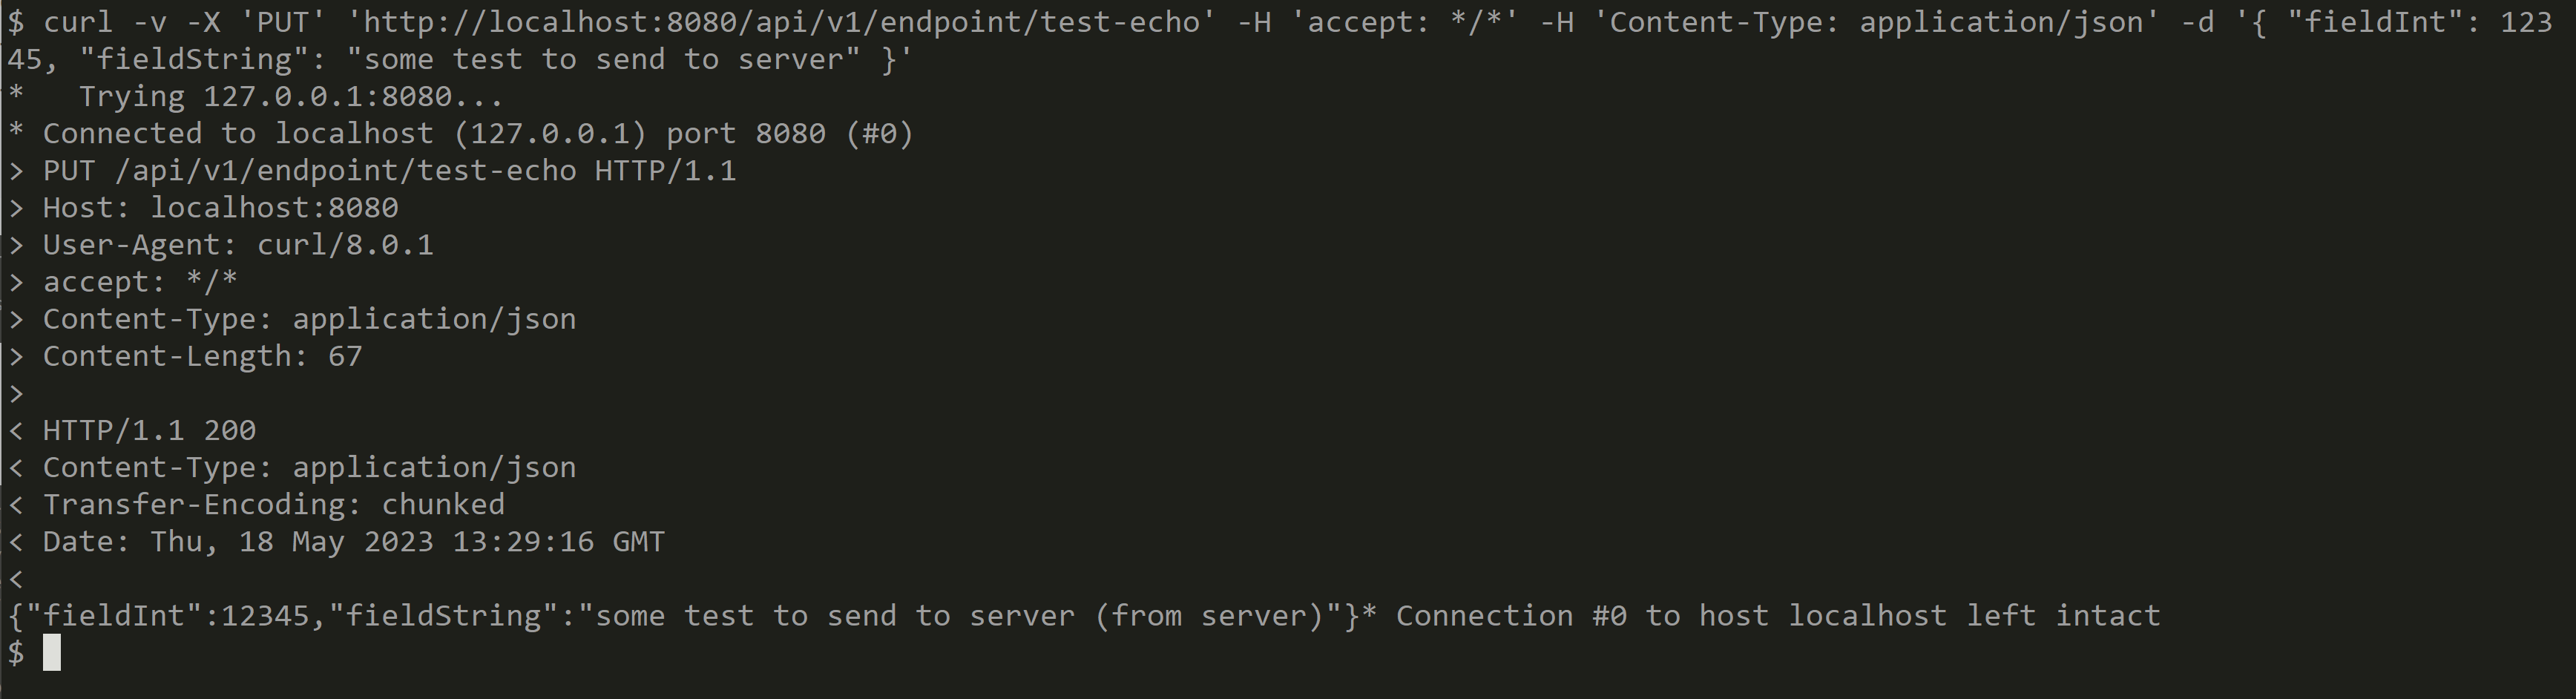 $ curl -v -X 'PUT' 'http://localhost:8080/api/v1/endpoint/test-echo' -H 'accept: */*' -H 'Content-Type: application/json' -d '{ "fieldInt": 123
45, "fieldString": "some test to send to server" }'
*   Trying 127.0.0.1:8080...
* Connected to localhost (127.0.0.1) port 8080 (#0)
> PUT /api/v1/endpoint/test-echo HTTP/1.1
> Host: localhost:8080
> User-Agent: curl/8.0.1
> accept: */*
> Content-Type: application/json
> Content-Length: 67
>
< HTTP/1.1 200
< Content-Type: application/json
< Transfer-Encoding: chunked
< Date: Thu, 18 May 2023 13:29:16 GMT
<
{"fieldInt":12345,"fieldString":"some test to send to server (from server)"}* Connection #0 to host localhost left intact
$